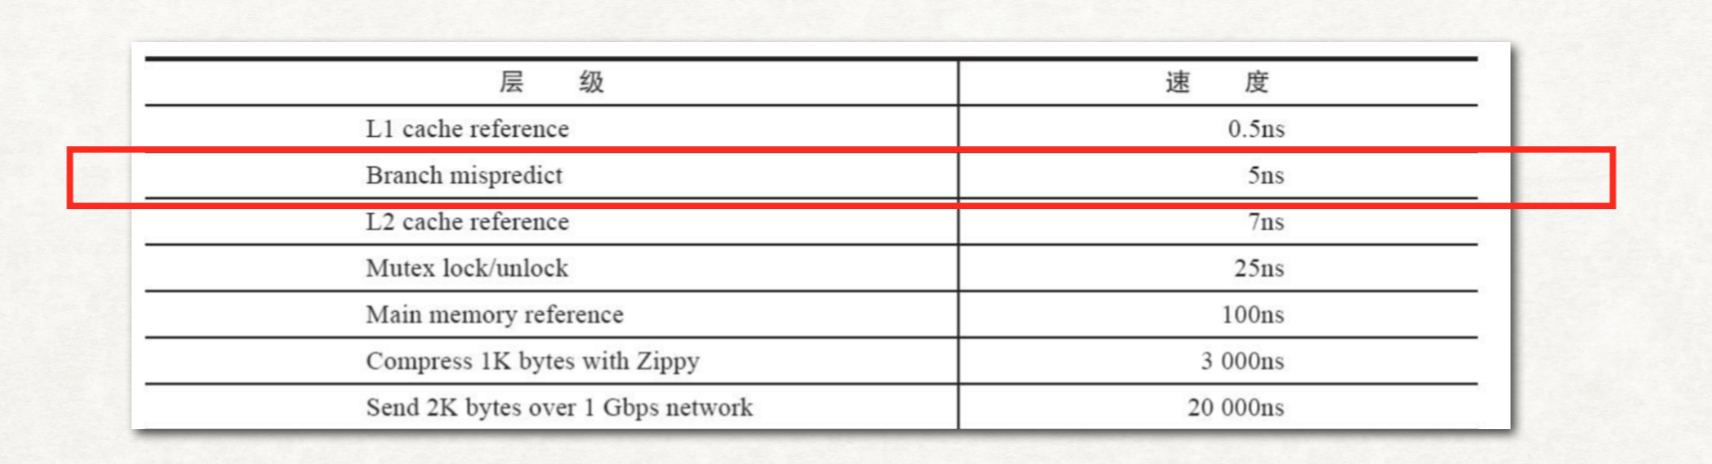 层 级 速 度
L1 cache reference 0.5ns
Branch mispredict 5ns
L2 cache reference 7ns
Mutex lock/unlock 25ns
Main memory reference 100ns
Compress 1K bytes with Zippy 3 000ns
Send 2K bytes over 1 Gbps network 20 000ns